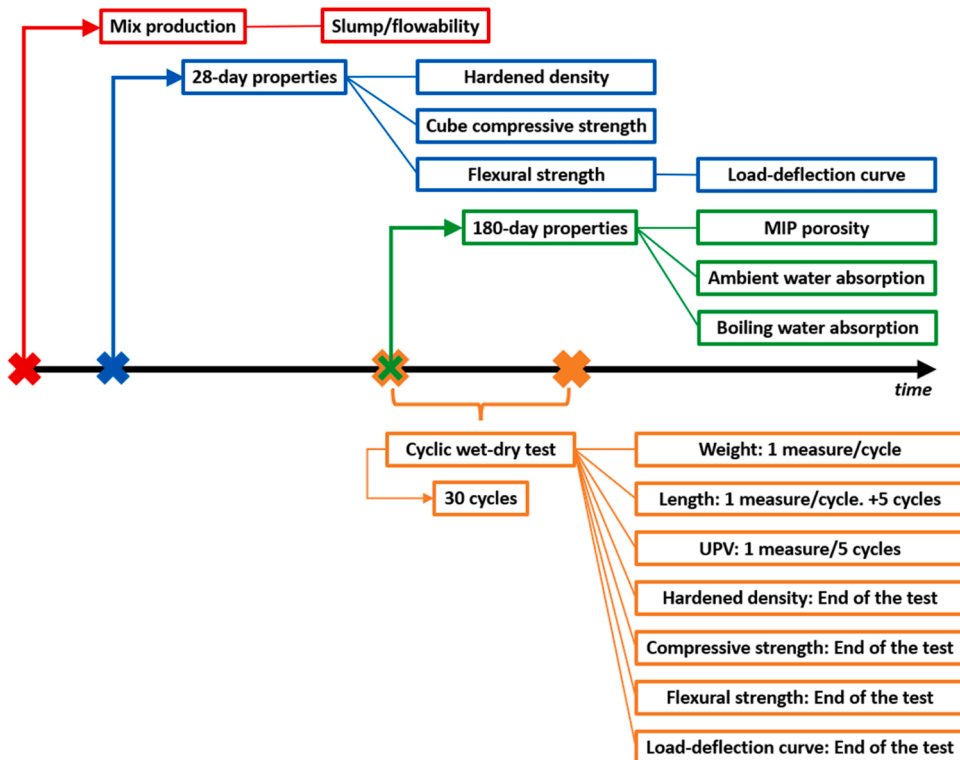 Mix production
Slump/flowability
28-day properties
Hardened density
Cube compressive strength
Flexural strength
Load-deflection curve
180-day properties
MIP porosity
Ambient water absorption
Boiling water absorption
time
Cyclic wet-dry test
30 cycles
Weight: 1 measure/cycle
Length: 1 measure/cycle. +5 cycles
UPV: 1 measure/5 cycles
Hardened density: End of the test
Compressive strength: End of the test
Flexural strength: End of the test
Load-deflection curve: End of the test